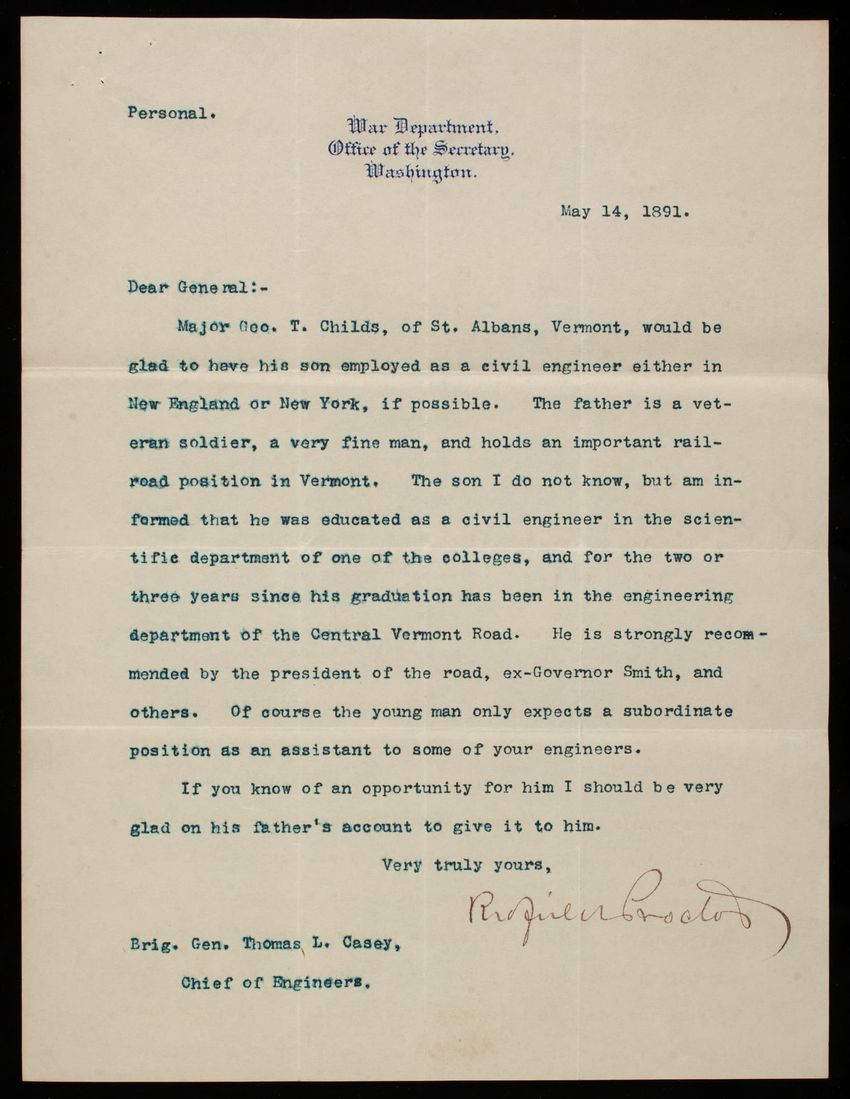 Personal.
War Department,
Office of the Secretary,
Washington.
May 14, 1891.
Dear General:-
Major Geo. T. Childs, of St. Albans, Vermont, would be
glad to have his son employed as a civil engineer either in
New England or New York, if possible. The father is a vet-
eran soldier, a very fine man, and holds an important rail-
road position in Vermont. The son I do not know, but am in-
formed that he was educated as a civil engineer in the scien-
tific department of one of the colleges, and for the two or
three years since his graduation has been in the engineering
department of the Central Vermont Road. He is strongly recom-
mended by the president of the road, ex-Governor Smith, and
others. Of course the young man only expects a subordinate
position as an assistant to some of your engineers.
If you know of an opportunity for him I should be very
glad on his father's account to give it to him.
Very truly yours,
Redfield Proctor
Brig. Gen. Thomas L. Casey,
Chief of Engineers.